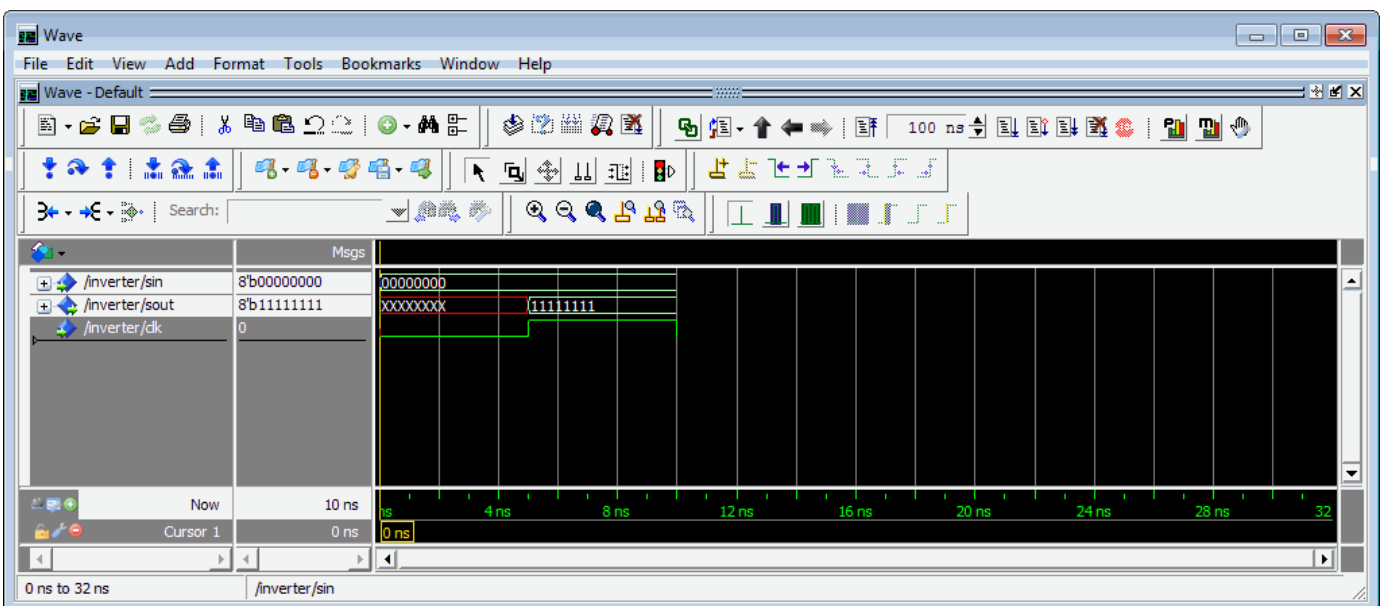 Wave
File Edit View Add Format Tools Bookmarks Window Help
Wave - Default
100 ns
Search:
Msgs
/inverter/sin 8'b00000000 00000000
/inverter/sout 8'b11111111 XXXXXXXX 11111111
/inverter/clk 0
Now 10 ns ns 4 ns 8 ns 12 ns 16 ns 20 ns 24 ns 28 ns 32
Cursor 1 0 ns 0 ns
0 ns to 32 ns /inverter/sin